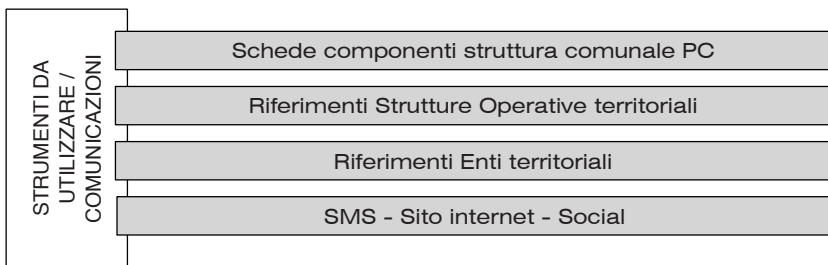 STRUMENTI DA
UTILIZZARE /
COMUNICAZIONI
Schede componenti struttura comunale PC
Riferimenti Strutture Operative territoriali
Riferimenti Enti territoriali
SMS - Sito internet - Social